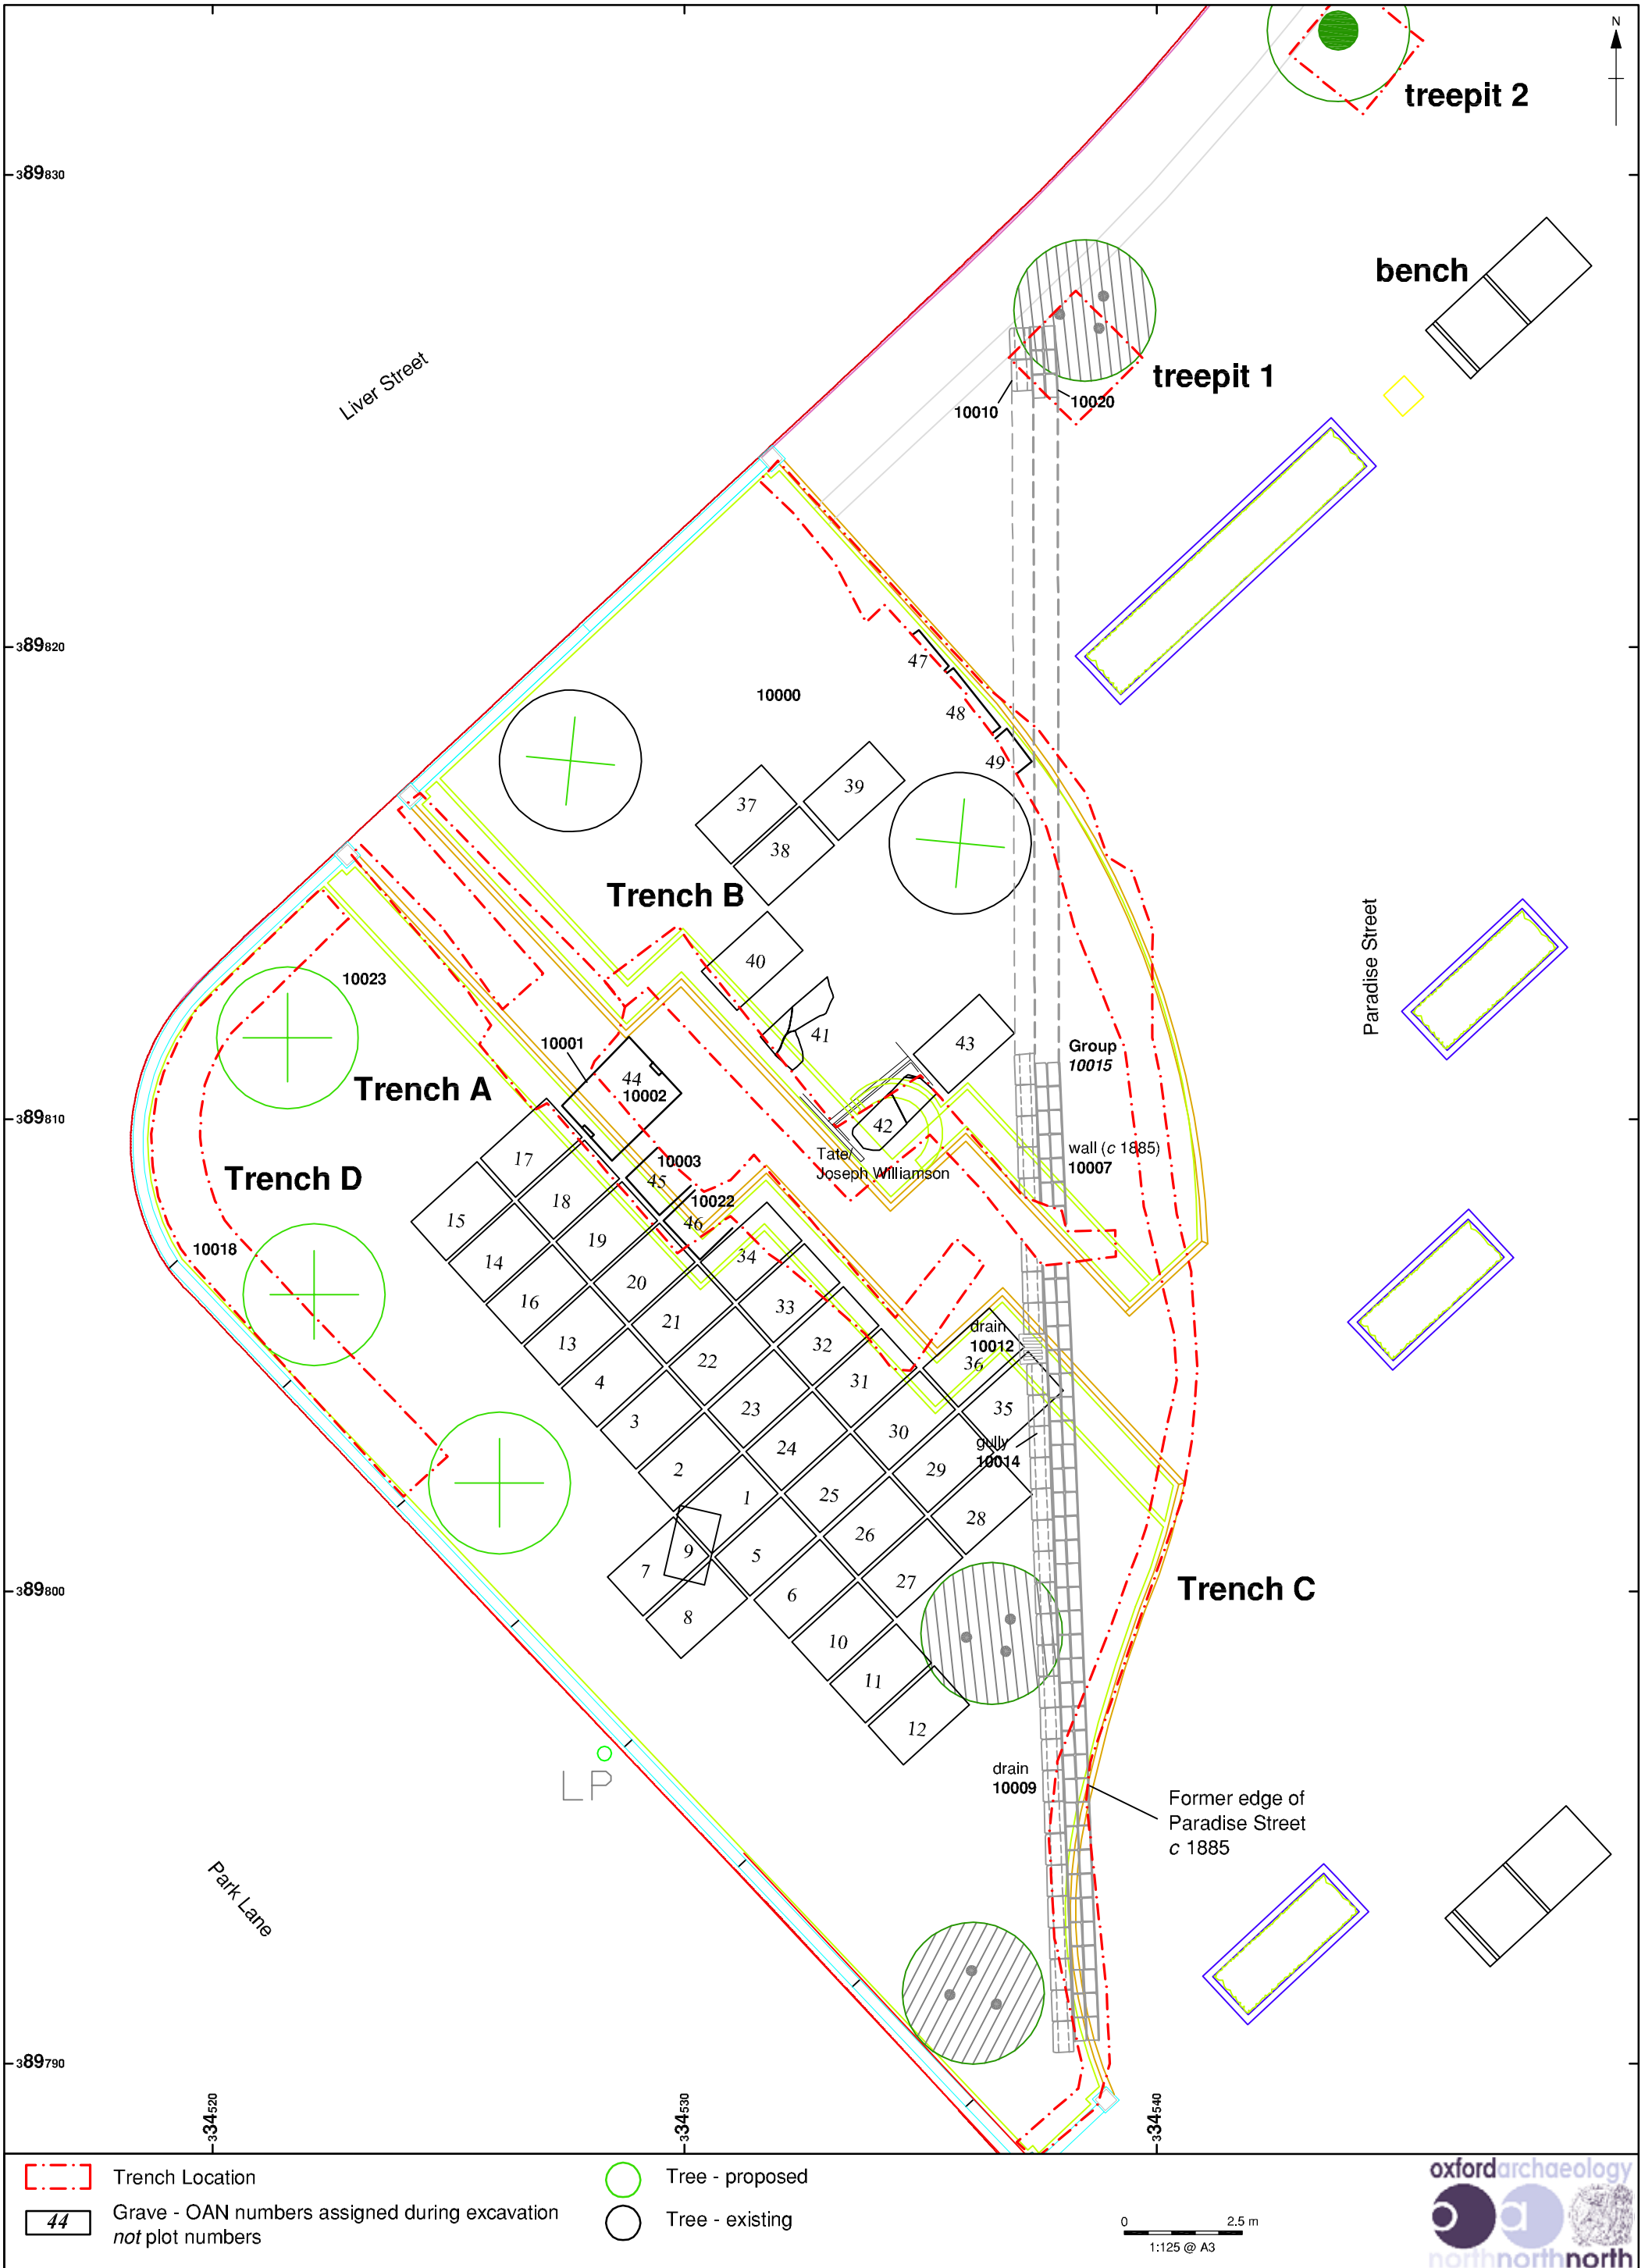 N
treepit 2
389830
bench
Liver Street
treepit 1
10010
10020
389820
47
10000
48
49
37
39
38
Trench B
40
Paradise Street
10023
41
10001
43
Group
10015
44
10002
Trench A
389810
42
wall (c 1885)
10007
Tate/
Joseph Williamson
17
10003
45
Trench D
10022
46
15
18
19
34
10018
14
20
33
drain
10012
36
16
21
32
13
22
31
35
4
23
30
gully
10014
3
24
29
2
25
28
1
26
9
5
27
7
6
8
10
11
12
389800
Trench C
LP
drain
10009
Former edge of
Paradise Street
c 1885
Park Lane
389790
334520
334530
334540
Trench Location
44
Grave - OAN numbers assigned during excavation
not plot numbers
Tree - proposed
Tree - existing
0 2.5 m
1:125 @ A3
oxfordarchaeology
oa
northnorthnorth